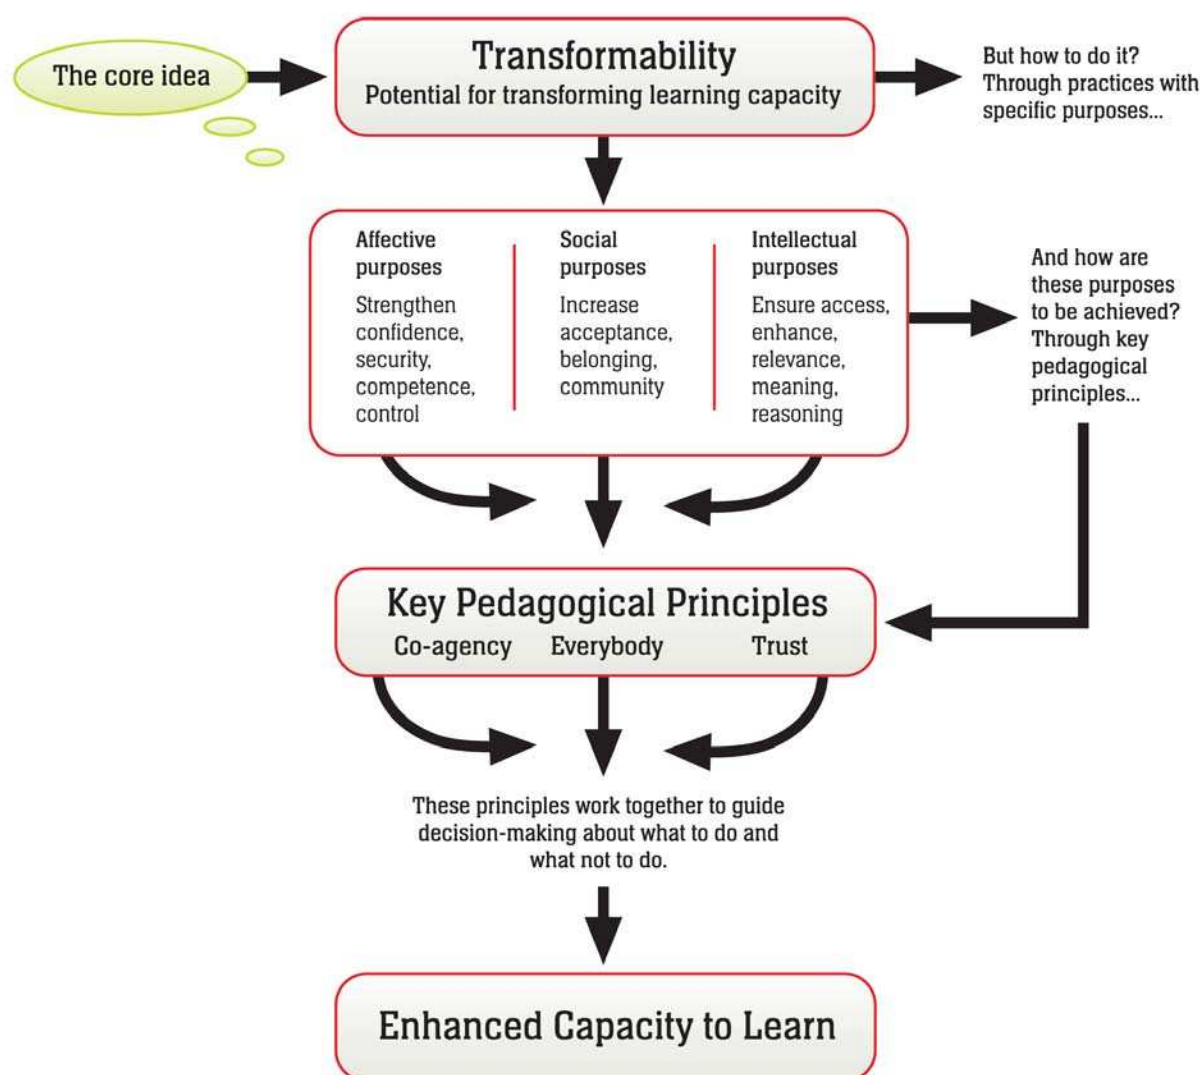 The core idea
Transformability
Potential for transforming learning capacity
But how to do it?
Through practices with
specific purposes...
Affective
purposes
Strengthen
confidence,
security,
competence,
control
Social
purposes
Increase
acceptance,
belonging,
community
Intellectual
purposes
Ensure access,
enhance,
relevance,
meaning,
reasoning
And how are
these purposes
to be achieved?
Through key
pedagogical
principles...
Key Pedagogical Principles
Co-agency Everybody Trust
These principles work together to guide
decision-making about what to do and
what not to do.
Enhanced Capacity to Learn